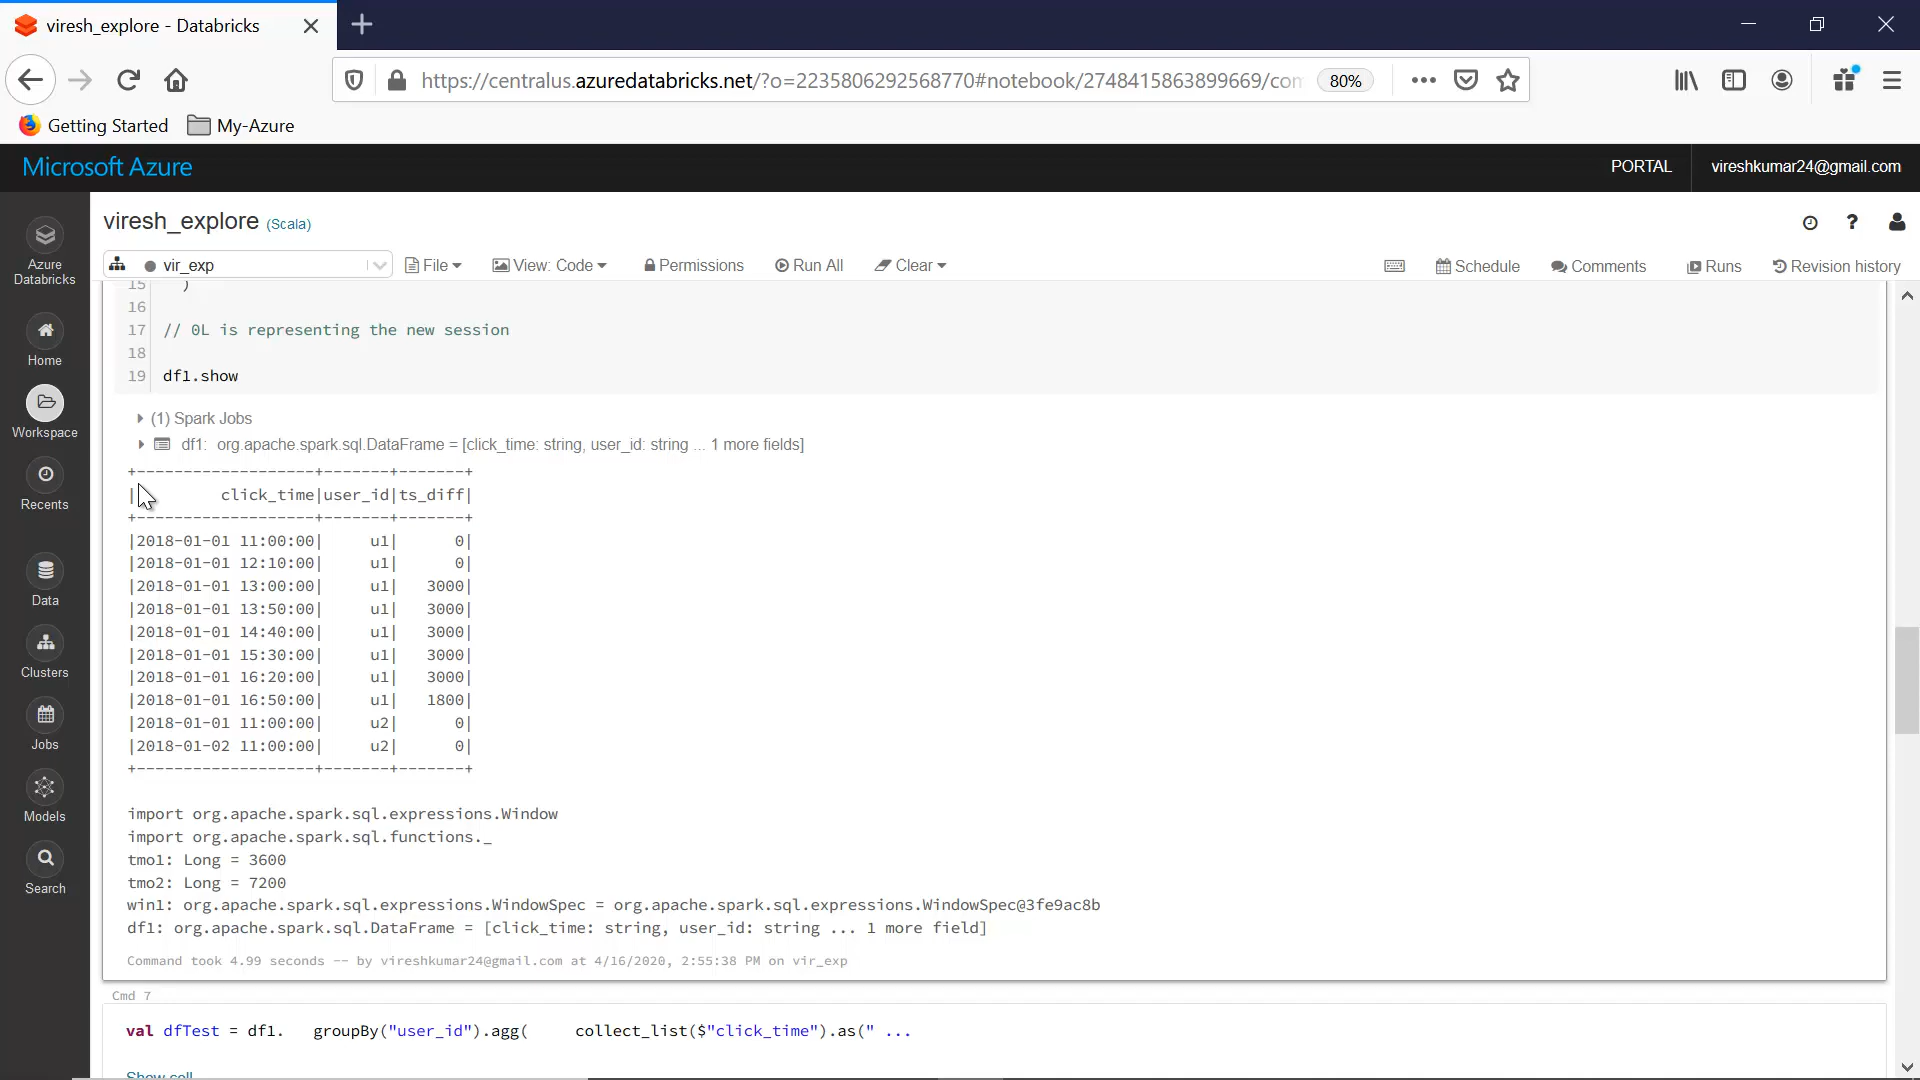 viresh_explore - Databricks
https://centralus.azuredatabricks.net/?o=2235806292568770#notebook/2748415863899669/com
80%
Getting Started
My-Azure
Microsoft Azure
PORTAL
vireshkumar24@gmail.com
viresh_explore (Scala)
vir_exp
File
View: Code
Permissions
Run All
Clear
Schedule
Comments
Runs
Revision history
Azure
Databricks
Home
Workspace
Recents
Data
Clusters
Jobs
Models
Search
15 )
16
17 // 0L is representing the new session
18
19 df1.show
(1) Spark Jobs
df1: org.apache.spark.sql.DataFrame = [click_time: string, user_id: string ... 1 more fields]
+-------------------+-------+-------+
|         click_time|user_id|ts_diff|
+-------------------+-------+-------+
|2018-01-01 11:00:00|     u1|      0|
|2018-01-01 12:10:00|     u1|      0|
|2018-01-01 13:00:00|     u1|   3000|
|2018-01-01 13:50:00|     u1|   3000|
|2018-01-01 14:40:00|     u1|   3000|
|2018-01-01 15:30:00|     u1|   3000|
|2018-01-01 16:20:00|     u1|   3000|
|2018-01-01 16:50:00|     u1|   1800|
|2018-01-01 11:00:00|     u2|      0|
|2018-01-02 11:00:00|     u2|      0|
+-------------------+-------+-------+
import org.apache.spark.sql.expressions.Window
import org.apache.spark.sql.functions._
tmo1: Long = 3600
tmo2: Long = 7200
win1: org.apache.spark.sql.expressions.WindowSpec = org.apache.spark.sql.expressions.WindowSpec@3fe9ac8b
df1: org.apache.spark.sql.DataFrame = [click_time: string, user_id: string ... 1 more field]
Command took 4.99 seconds -- by vireshkumar24@gmail.com at 4/16/2020, 2:55:38 PM on vir_exp
Cmd 7
val dfTest = df1.   groupBy("user_id").agg(     collect_list($"click_time").as(" ...
Show cell